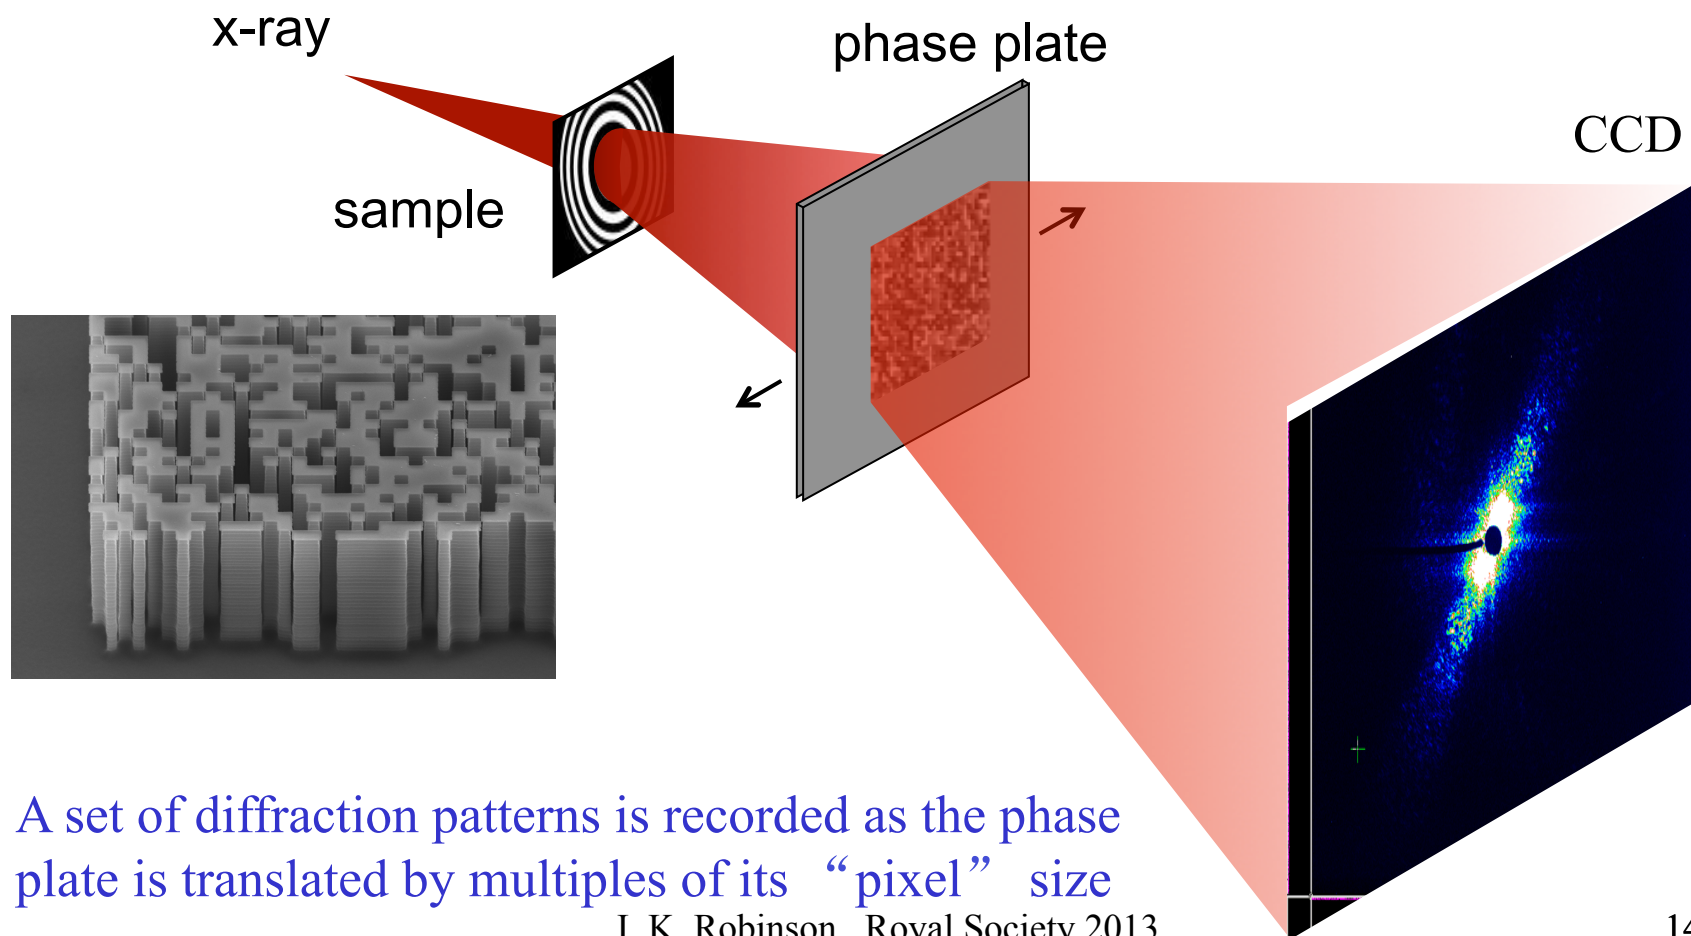 x-ray
phase plate
CCD
sample
A set of diffraction patterns is recorded as the phase
plate is translated by multiples of its “pixel” size
I. K. Robinson, Royal Society 2013
14